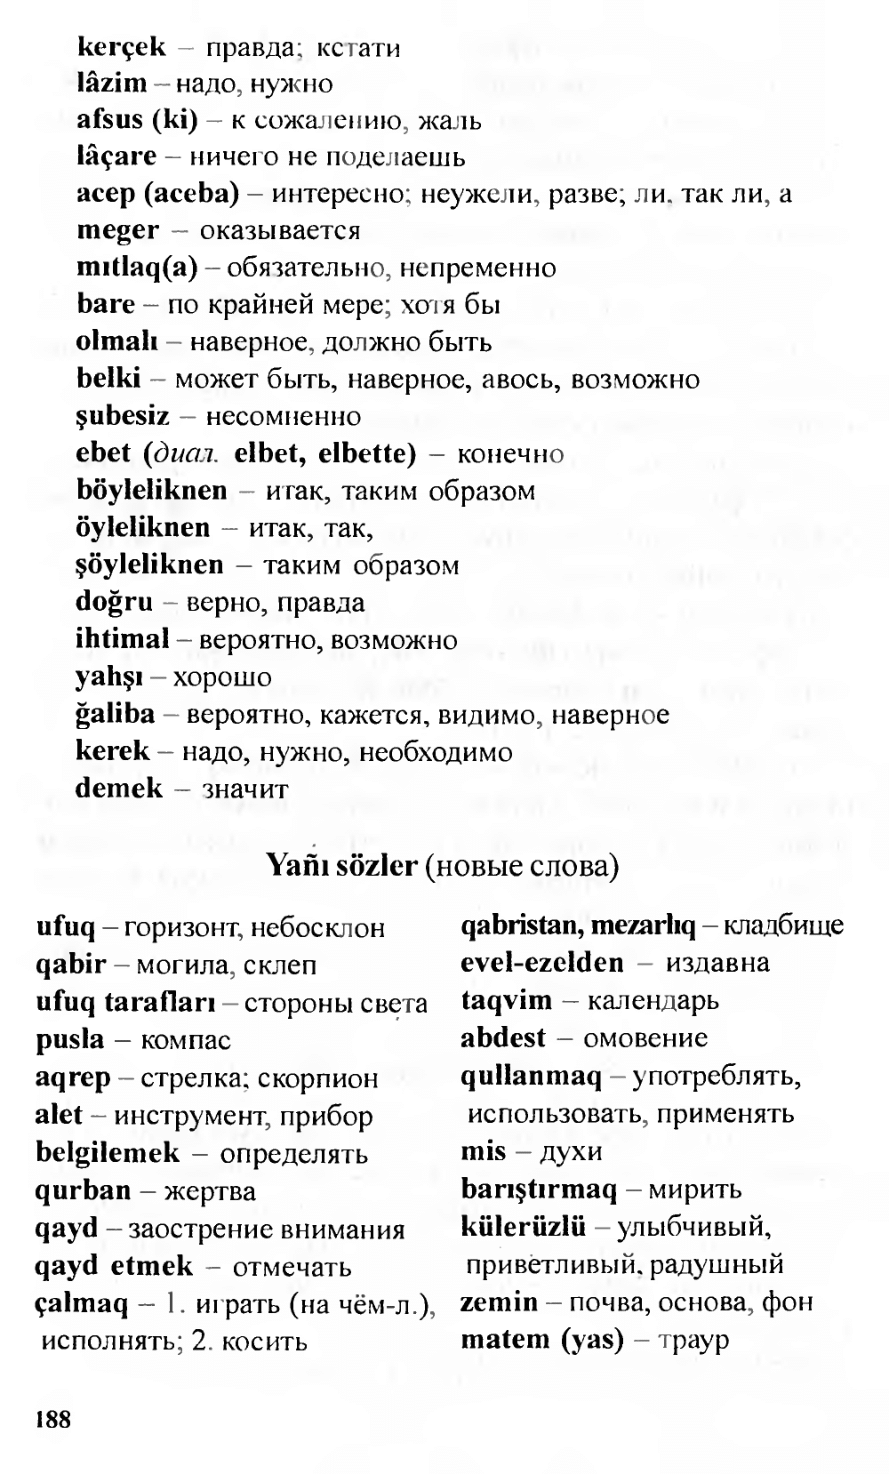 kerçek – правда; кстати
lâzim – надо, нужно
afsus (ki) – к сожалению, жаль
lâçare – ничего не поделаешь
acep (aceba) – интересно; неужели, разве; ли, так ли, а
meger – оказывается
mıtlaq(a) – обязательно, непременно
bare – по крайней мере; хотя бы
olmalı – наверное, должно быть
belki – может быть, наверное, авось, возможно
şubesiz – несомненно
ebet (диал. elbet, elbette) – конечно
böyleliknen – итак, таким образом
öyleliknen – итак, так,
şöyleliknen – таким образом
doğru – верно, правда
ihtimal – вероятно, возможно
yahşı – хорошо
ğaliba – вероятно, кажется, видимо, наверное
kerek – надо, нужно, необходимо
demek – значит
Yañı sözler (новые слова)
ufuq – горизонт, небосклон
qabir – могила, склеп
ufuq tarafları – стороны света
pusla – компас
aqrep – стрелка; скорпион
alet – инструмент, прибор
belgilemek – определять
qurban – жертва
qayd – заострение внимания
qayd etmek – отмечать
çalmaq – 1. играть (на чём-л.),
исполнять; 2. косить
qabristan, mezarlıq – кладбище
evel-ezelden – издавна
taqvim – календарь
abdest – омовение
qullanmaq – употреблять,
использовать, применять
mis – духи
barıştırmaq – мирить
külerüzlü – улыбчивый,
приветливый, радушный
zemin – почва, основа, фон
matem (yas) – траур
188